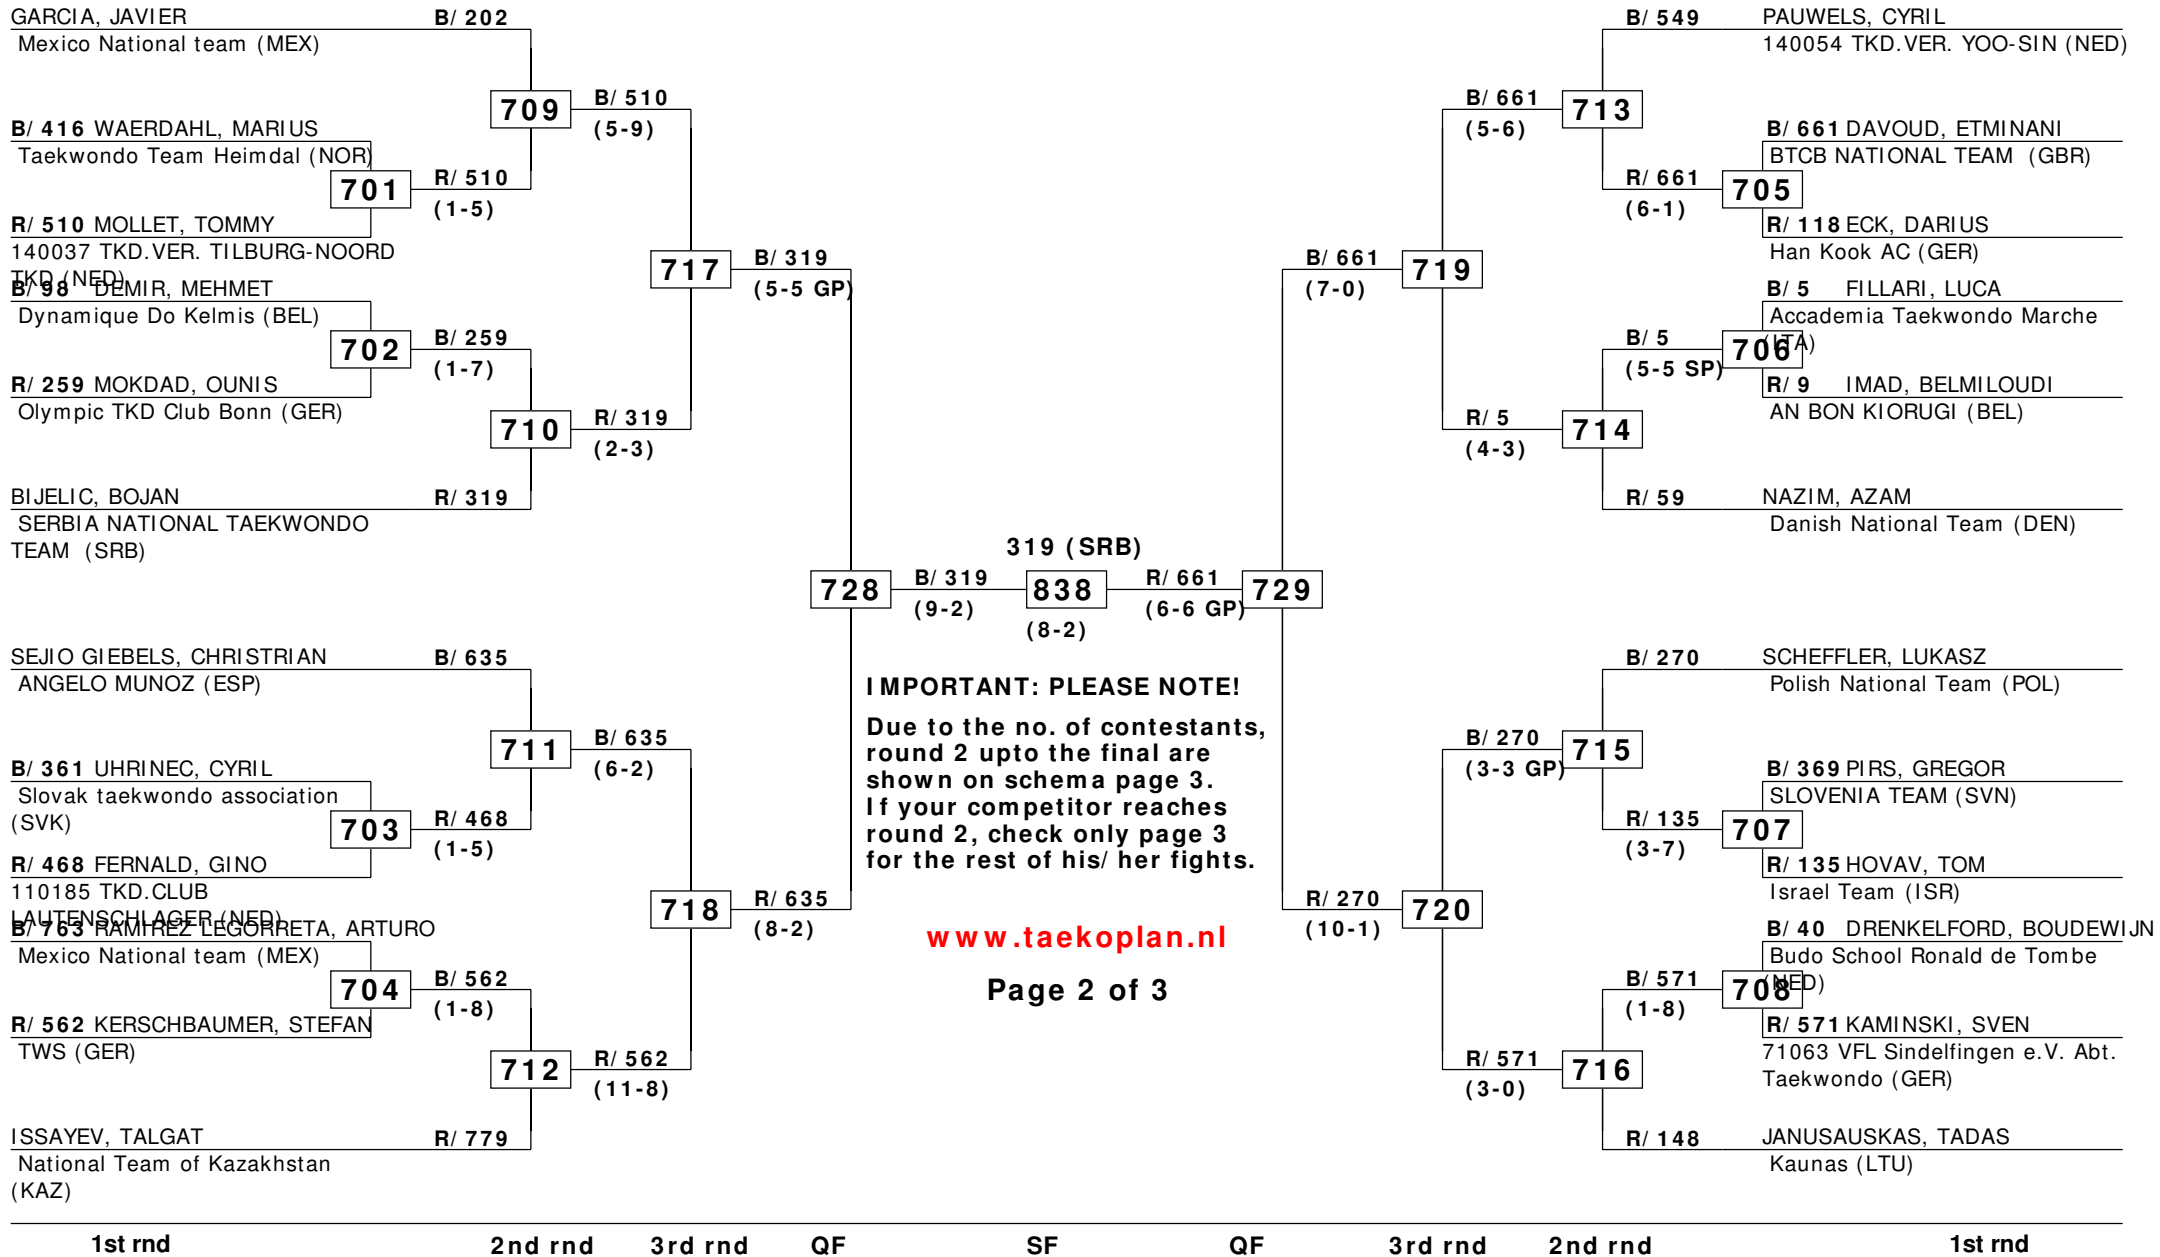 GARCIA, JAVIER
B/ 202
Mexico National team (MEX)
709
B/ 510
(5-9)
B/ 416 WAERDAHL, MARIUS
Taekwondo Team Heimdal (NOR)
701
R/ 510
(1-5)
R/ 510 MOLLET, TOMMY
140037 TKD.VER. TILBURG-NOORD
TKD (NED)
717
B/ 319
(5-5 GP)
B/ 98 DEMIR, MEHMET
Dynamique Do Kelmis (BEL)
702
B/ 259
(1-7)
R/ 259 MOKDAD, OUNIS
Olympic TKD Club Bonn (GER)
710
R/ 319
(2-3)
BIJELIC, BOJAN
R/ 319
SERBIA NATIONAL TAEKWONDO
TEAM (SRB)
728
B/ 319
(9-2)
319 (SRB)
838
(8-2)
R/ 661
(6-6 GP)
729
SEJIO GIEBELS, CHRISTRIAN
B/ 635
ANGELO MUNOZ (ESP)
711
B/ 635
(6-2)
B/ 361 UHRINEC, CYRIL
Slovak taekwondo association
(SVK)
703
R/ 468
(1-5)
R/ 468 FERNALD, GINO
110185 TKD.CLUB
LAUTENSCHLAGER (NED)
718
R/ 635
(8-2)
B/ 763 RAMIREZ LEGORRETA, ARTURO
Mexico National team (MEX)
704
B/ 562
(1-8)
R/ 562 KERSCHBAUMER, STEFAN
TWS (GER)
712
R/ 562
(11-8)
ISSAYEV, TALGAT
R/ 779
National Team of Kazakhstan
(KAZ)
IMPORTANT: PLEASE NOTE!
Due to the no. of contestants,
round 2 upto the final are
shown on schema page 3.
If your competitor reaches
round 2, check only page 3
for the rest of his/ her fights.
www.taekoplan.nl
Page 2 of 3
B/ 549
PAUWELS, CYRIL
140054 TKD.VER. YOO-SIN (NED)
B/ 661
(5-6)
713
B/ 661 DAVOUD, ETMINANI
BTCB NATIONAL TEAM (GBR)
R/ 661
(6-1)
705
R/ 118 ECK, DARIUS
Han Kook AC (GER)
B/ 661
(7-0)
719
B/ 5 FILLARI, LUCA
Accademia Taekwondo Marche
(ITA)
B/ 5
(5-5 SP)
706
R/ 9 IMAD, BELMILOUDI
AN BON KIORUGI (BEL)
R/ 5
(4-3)
714
R/ 59
NAZIM, AZAM
Danish National Team (DEN)
B/ 270
SCHEFFLER, LUKASZ
Polish National Team (POL)
B/ 270
(3-3 GP)
715
B/ 369 PIRS, GREGOR
SLOVENIA TEAM (SVN)
R/ 135
(3-7)
707
R/ 135 HOVAV, TOM
Israel Team (ISR)
R/ 270
(10-1)
720
B/ 40 DRENKELFORD, BOUDEWIJN
Budo School Ronald de Tombe
(NED)
B/ 571
(1-8)
708
R/ 571 KAMINSKI, SVEN
71063 VFL Sindelfingen e.V. Abt.
Taekwondo (GER)
R/ 571
(3-0)
716
R/ 148
JANUSAUSKAS, TADAS
Kaunas (LTU)
1st rnd
2nd rnd
3rd rnd
QF
SF
QF
3rd rnd
2nd rnd
1st rnd